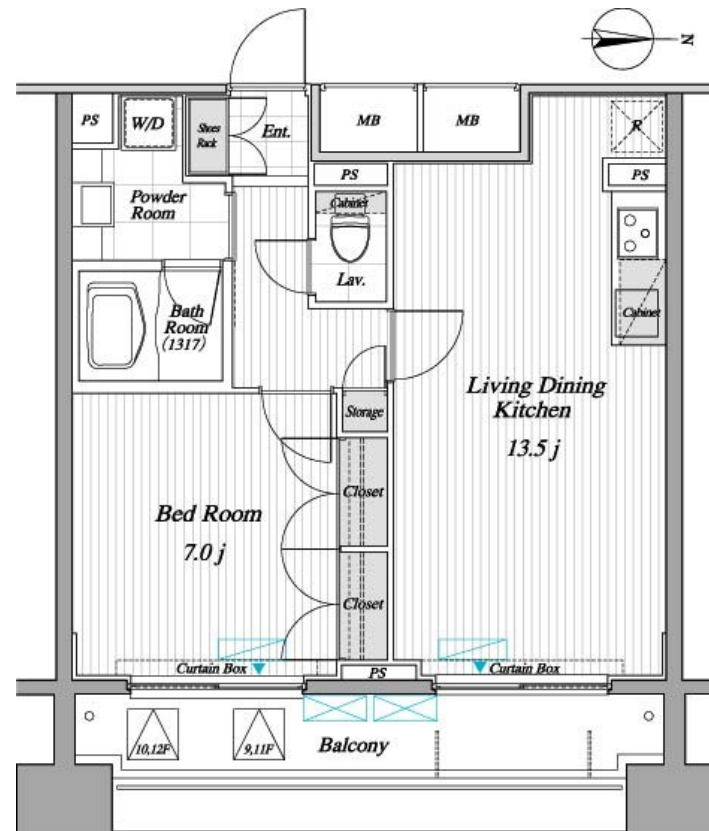 N
PS
W/D
Shoes
Rack
Ent.
MB
MB
R
PS
PS
Powder
Room
Cabinet
Lav.
Bath
Room
(1317)
Cabinet
Living Dining
Kitchen
13.5 j
Storage
Bed Room
7.0 j
Closet
Closet
Curtain Box
PS
Curtain Box
10,12F
9,11F
Balcony